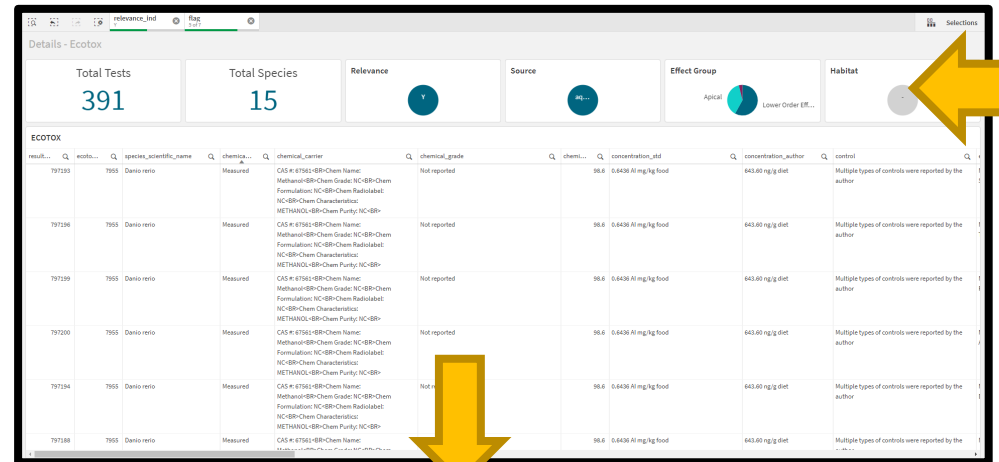 relevance_ind
Y
flag
5 of 7
Selections
Details - Ecotox
Total Tests
391
Total Species
15
Relevance
Y
Source
aq...
Effect Group
Apical
Lower Order Eff...
Habitat
-
ECOTOX
result... ecoto... species_scientific_name chemica... chemical_carrier chemical_grade chemi... concentration_std concentration_author control
797193 7955 Danio rerio Measured CAS #: 67561<BR>Chem Name: Not reported 98.6 0.6436 AI mg/kg food 643.60 ng/g diet Multiple types of controls were reported by the
Methanol<BR>Chem Grade: NC<BR>Chem author
Formulation: NC<BR>Chem Radiolabel:
NC<BR>Chem Characteristics:
METHANOL<BR>Chem Purity: NC<BR>
797196 7955 Danio rerio Measured CAS #: 67561<BR>Chem Name: Not reported 98.6 0.6436 AI mg/kg food 643.60 ng/g diet Multiple types of controls were reported by the
Methanol<BR>Chem Grade: NC<BR>Chem author
Formulation: NC<BR>Chem Radiolabel:
NC<BR>Chem Characteristics:
METHANOL<BR>Chem Purity: NC<BR>
797199 7955 Danio rerio Measured CAS #: 67561<BR>Chem Name: Not reported 98.6 0.6436 AI mg/kg food 643.60 ng/g diet Multiple types of controls were reported by the
Methanol<BR>Chem Grade: NC<BR>Chem author
Formulation: NC<BR>Chem Radiolabel:
NC<BR>Chem Characteristics:
METHANOL<BR>Chem Purity: NC<BR>
797200 7955 Danio rerio Measured CAS #: 67561<BR>Chem Name: Not reported 98.6 0.6436 AI mg/kg food 643.60 ng/g diet Multiple types of controls were reported by the
Methanol<BR>Chem Grade: NC<BR>Chem author
Formulation: NC<BR>Chem Radiolabel:
NC<BR>Chem Characteristics:
METHANOL<BR>Chem Purity: NC<BR>
797194 7955 Danio rerio Measured CAS #: 67561<BR>Chem Name: Not 98.6 0.6436 AI mg/kg food 643.60 ng/g diet Multiple types of controls were reported by the
Methanol<BR>Chem Grade: NC<BR>Chem author
Formulation: NC<BR>Chem Radiolabel:
NC<BR>Chem Characteristics:
METHANOL<BR>Chem Purity: NC<BR>
797188 7955 Danio rerio Measured CAS #: 67561<BR>Chem Name: 98.6 0.6436 AI mg/kg food 643.60 ng/g diet Multiple types of controls were reported by the